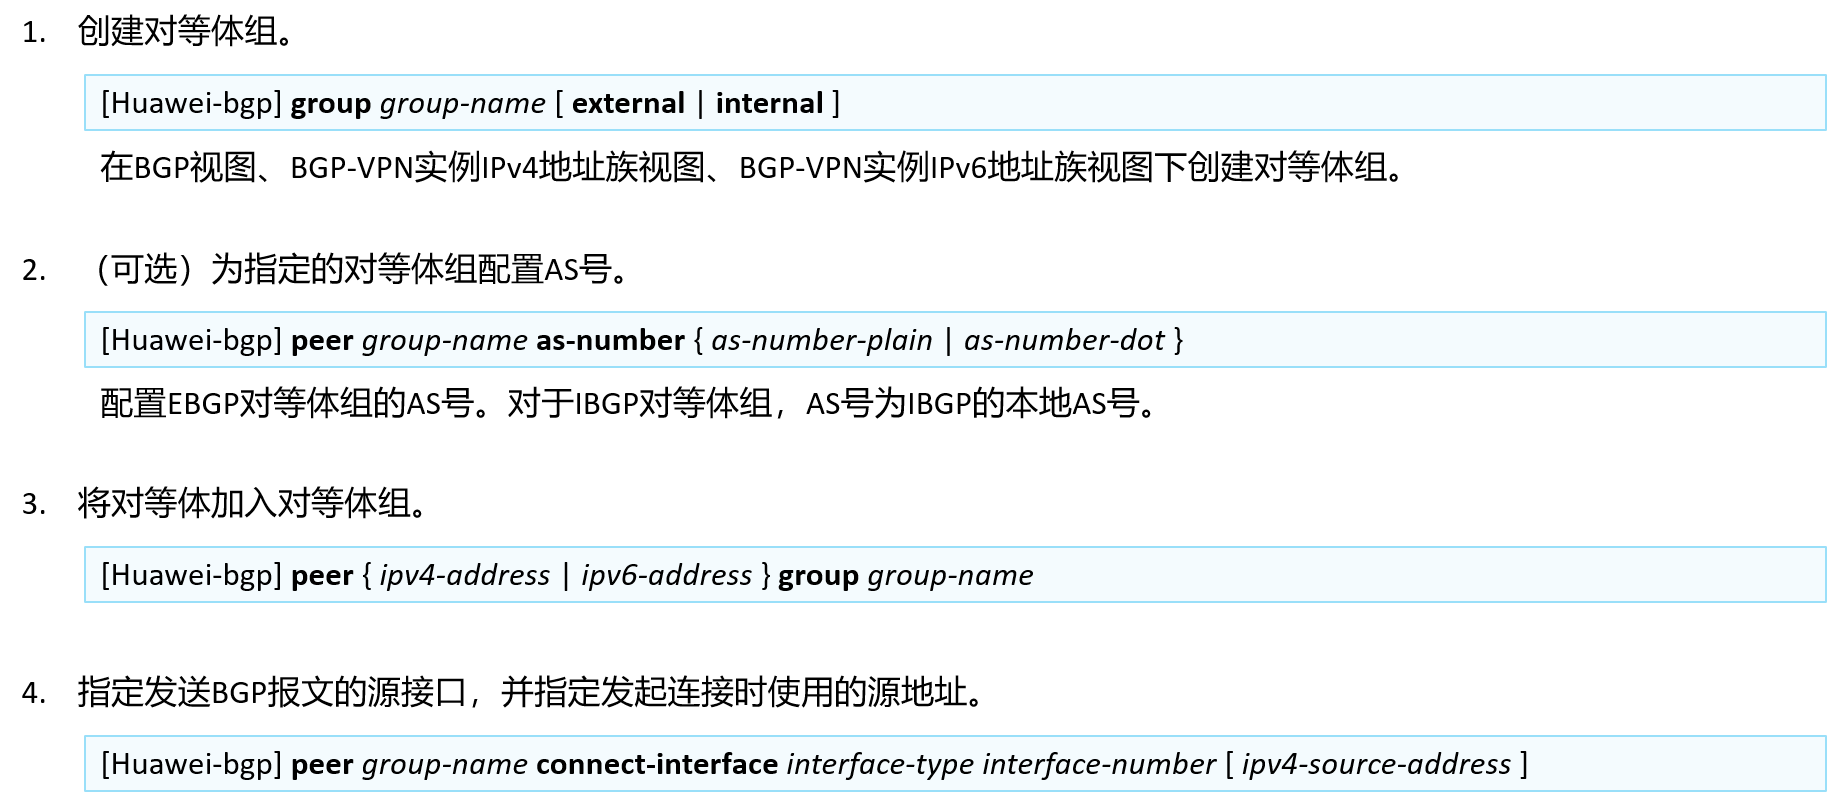 1. 创建对等体组。
[Huawei-bgp] group group-name [ external | internal ]
在BGP视图、BGP-VPN实例IPv4地址族视图、BGP-VPN实例IPv6地址族视图下创建对等体组。
2. （可选）为指定的对等体组配置AS号。
[Huawei-bgp] peer group-name as-number { as-number-plain | as-number-dot }
配置EBGP对等体组的AS号。对于IBGP对等体组，AS号为IBGP的本地AS号。
3. 将对等体加入对等体组。
[Huawei-bgp] peer { ipv4-address | ipv6-address } group group-name
4. 指定发送BGP报文的源接口，并指定发起连接时使用的源地址。
[Huawei-bgp] peer group-name connect-interface interface-type interface-number [ ipv4-source-address ]